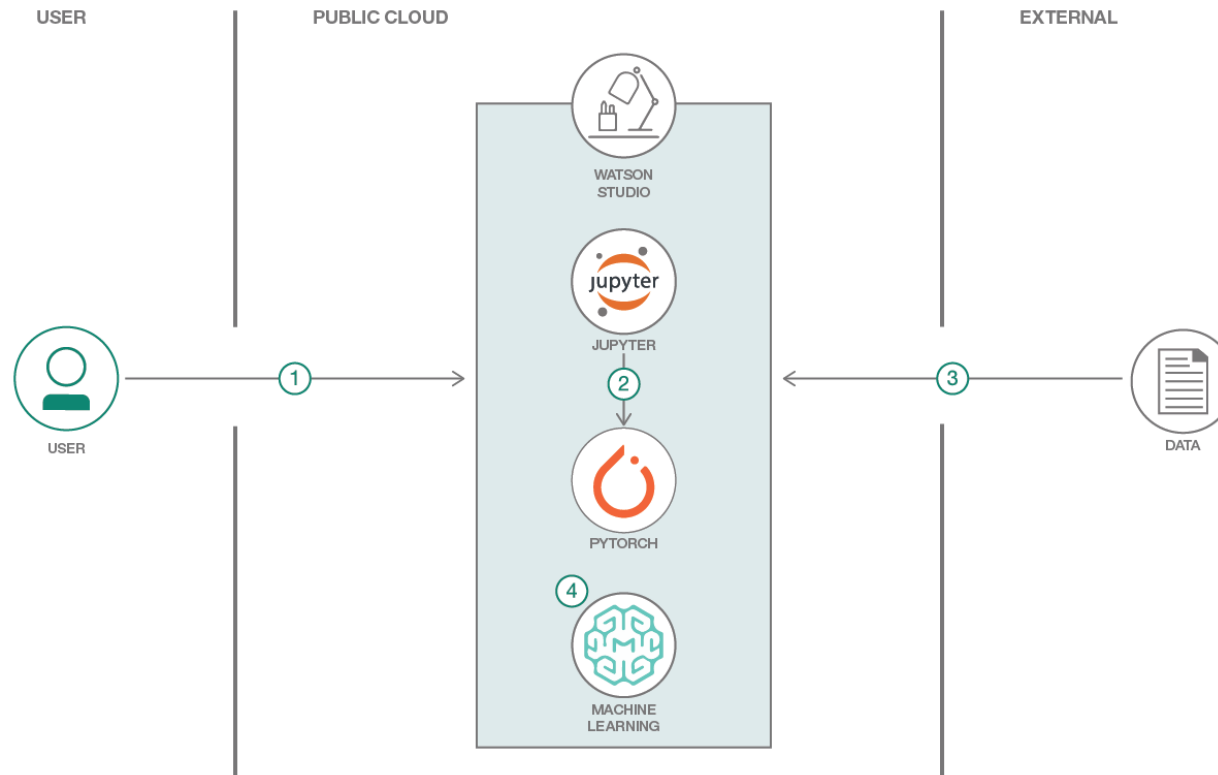 USER
PUBLIC CLOUD
EXTERNAL
WATSON
STUDIO
jupyter
JUPYTER
1
2
3
USER
DATA
PYTORCH
4
M
MACHINE
LEARNING